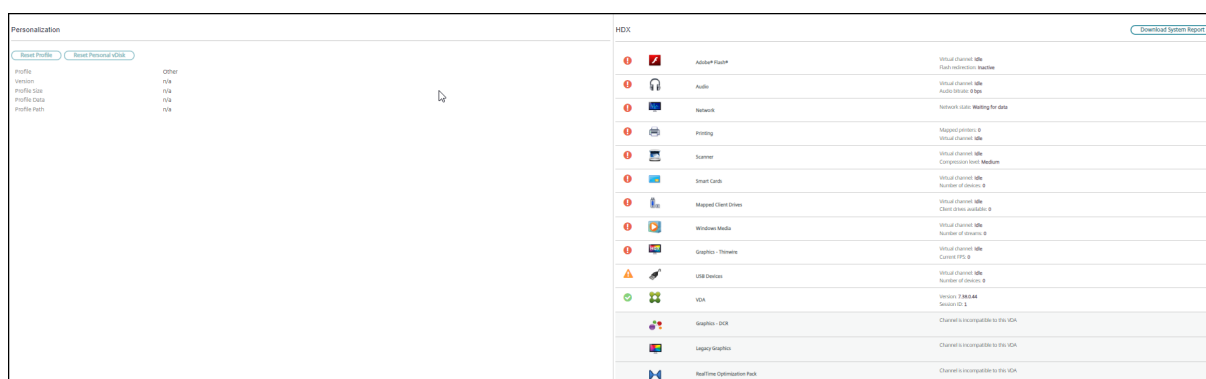 Personalization
Reset Profile
Reset Personal vDisk
Profile Other
Version n/a
Profile Size n/a
Profile Data n/a
Profile Path n/a
HDX
Download System Report
Adobe® Flash®
Virtual channel: Idle
Flash redirection: Inactive
Audio
Virtual channel: Idle
Audio bitrate: 0 bps
Network
Network state: Waiting for data
Printing
Mapped printers: 0
Virtual channel: Idle
Scanner
Virtual channel: Idle
Compression level: Medium
Smart Cards
Virtual channel: Idle
Number of devices: 0
Mapped Client Drives
Virtual channel: Idle
Client drives available: 0
Windows Media
Virtual channel: Idle
Number of streams: 0
Graphics - Thinwire
Virtual channel: Idle
Current FPS: 0
USB Devices
Virtual channel: Idle
Number of devices: 0
VDA
Session ID: 1
Graphics - DCR
Channel is incompatible to this VDA
Legacy Graphics
Channel is incompatible to this VDA
RealTime Optimization Pack
Channel is incompatible to this VDA